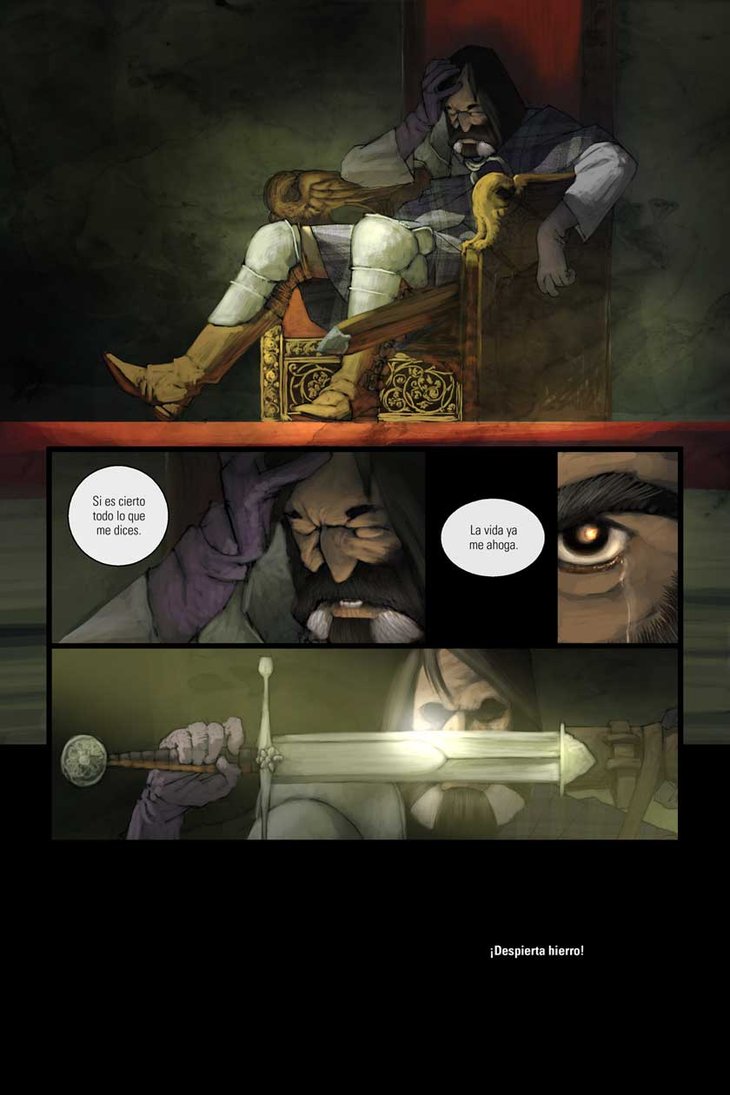 Si es cierto
todo lo que
me dices.
La vida ya
me ahoga.
¡Despierta hierro!